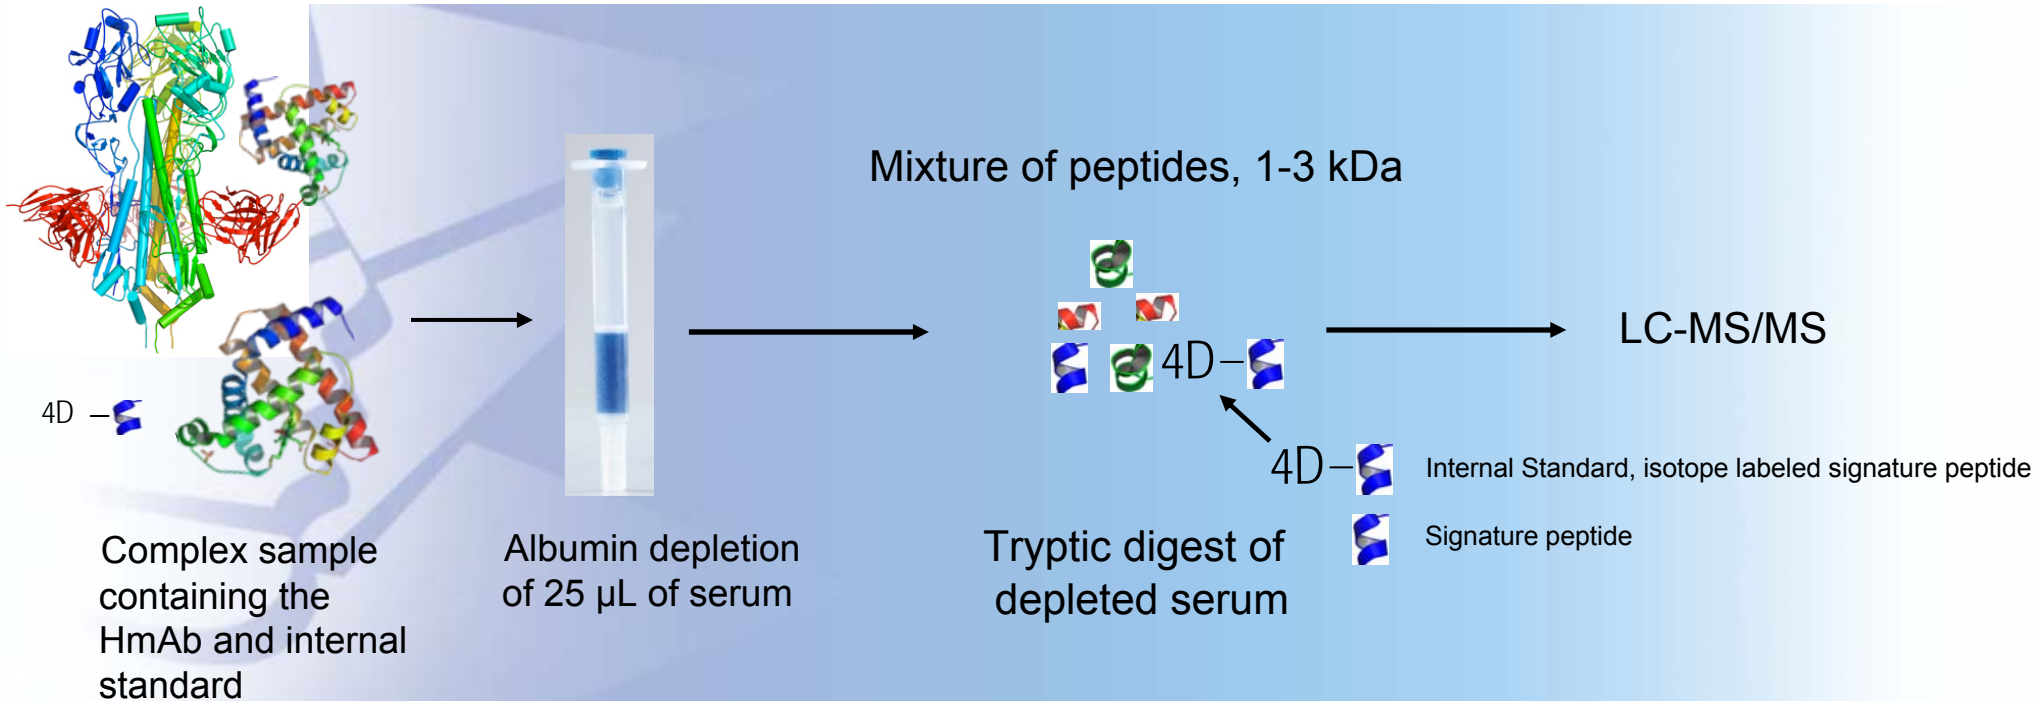 Mixture of peptides, 1-3 kDa
4D –
4D –
LC-MS/MS
4D –
Internal Standard, isotope labeled signature peptide
Signature peptide
Complex sample
containing the
HmAb and internal
standard
Albumin depletion
of 25 µL of serum
Tryptic digest of
depleted serum